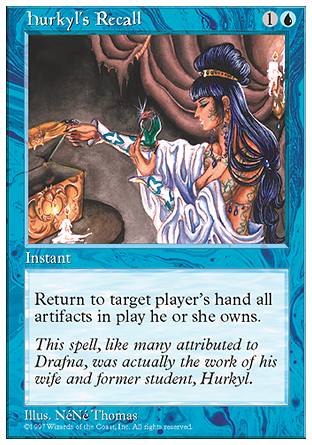 Hurkyl's Recall 1
Instant
Return to target player's hand all
artifacts in play he or she owns.
This spell, like many attributed to
Drafna, was actually the work of his
wife and former student, Hurkyl.
Illus. NéNé Thomas
©1997 Wizards of the Coast, Inc. All rights reserved.